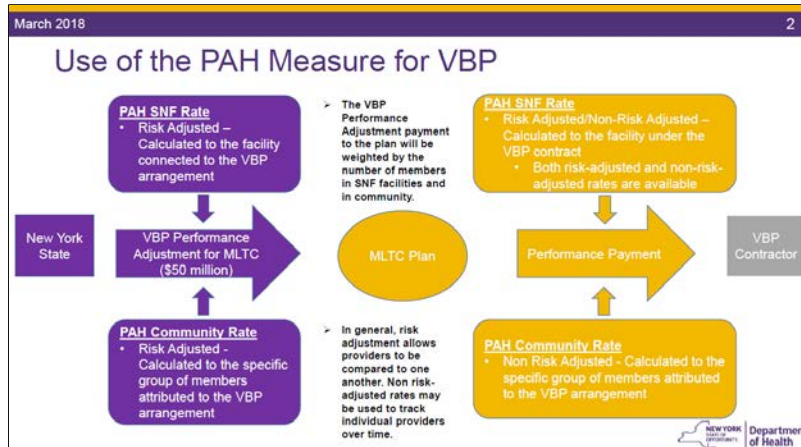 March 2018
2
Use of the PAH Measure for VBP
PAH SNF Rate
• Risk Adjusted –
Calculated to the facility
connected to the VBP
arrangement
➢ The VBP
Performance
Adjustment payment
to the plan will be
weighted by the
number of members
in SNF facilities and
in community.
PAH SNF Rate
• Risk Adjusted/Non-Risk Adjusted –
Calculated to the facility under the
VBP contract
• Both risk-adjusted and non-risk-
adjusted rates are available
New York
State
VBP Performance
Adjustment for MLTC
($50 million)
MLTC Plan
Performance Payment
VBP
Contractor
PAH Community Rate
• Risk Adjusted -
Calculated to the specific
group of members
attributed to the VBP
arrangement
➢ In general, risk
adjustment allows
providers to be
compared to one
another. Non risk-
adjusted rates may
be used to track
individual providers
over time.
PAH Community Rate
• Non Risk Adjusted - Calculated to the
specific group of members attributed
to the VBP arrangement
NEW YORK
STATE OF
OPPORTUNITY
Department
of Health